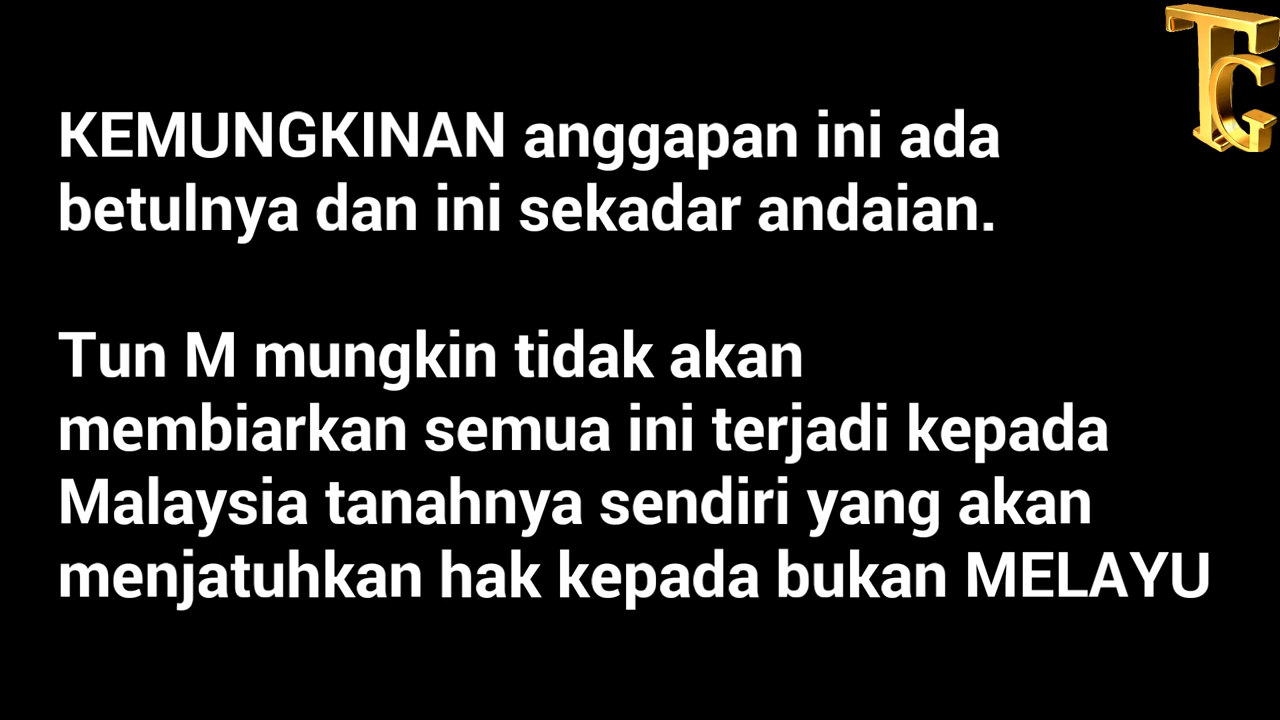 TG
KEMUNGKINAN anggapan ini ada
betulnya dan ini sekadar andaian.
Tun M mungkin tidak akan
membiarkan semua ini terjadi kepada
Malaysia tanahnya sendiri yang akan
menjatuhkan hak kepada bukan MELAYU